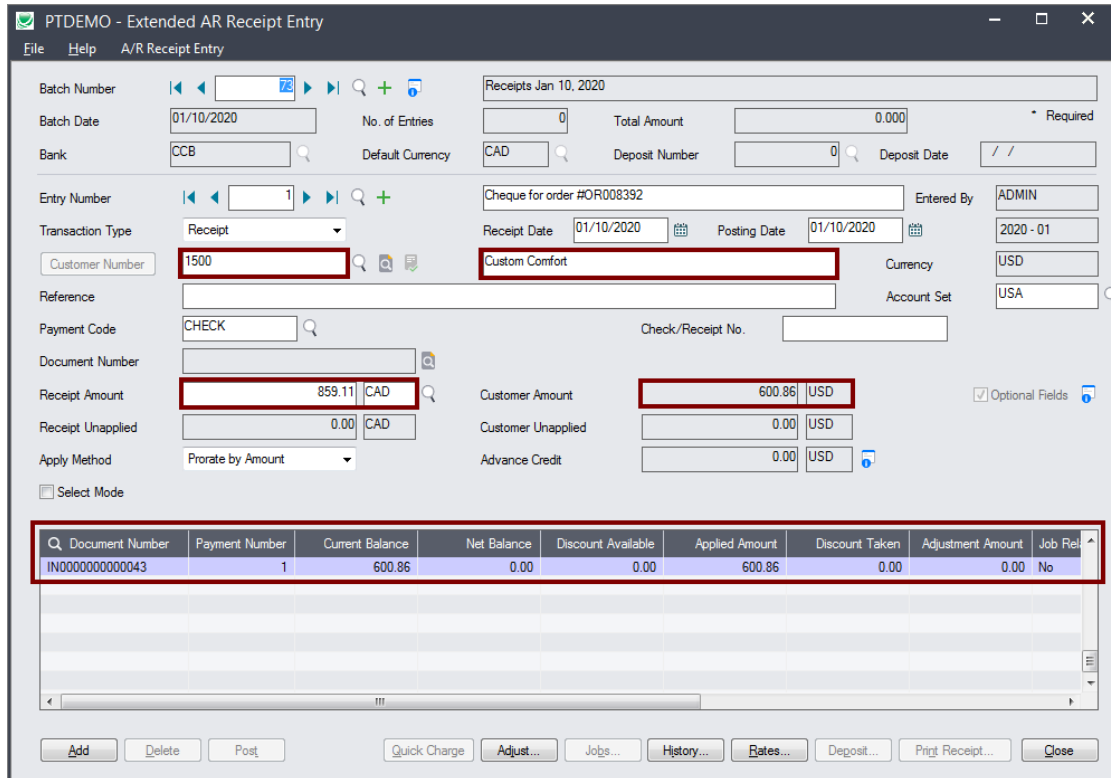 PTDEMO - Extended AR Receipt Entry
File Help A/R Receipt Entry
Batch Number 73 Receipts Jan 10, 2020
Batch Date 01/10/2020 No. of Entries 0 Total Amount 0.000 * Required
Bank CCB Default Currency CAD Deposit Number 0 Deposit Date / /
Entry Number 1 Cheque for order #OR008392 Entered By ADMIN
Transaction Type Receipt Receipt Date 01/10/2020 Posting Date 01/10/2020 2020 - 01
Customer Number 1500 Custom Comfort Currency USD
Reference Account Set USA
Payment Code CHECK Check/Receipt No.
Document Number
Receipt Amount 859.11 CAD Customer Amount 600.86 USD Optional Fields
Receipt Unapplied 0.00 CAD Customer Unapplied 0.00 USD
Apply Method Prorate by Amount Advance Credit 0.00 USD
Select Mode
Document Number Payment Number Current Balance Net Balance Discount Available Applied Amount Discount Taken Adjustment Amount Job Rel
IN0000000000043 1 600.86 0.00 0.00 600.86 0.00 0.00 No
Add Delete Post Quick Charge Adjust... Jobs... History... Rates... Deposit... Print Receipt... Close